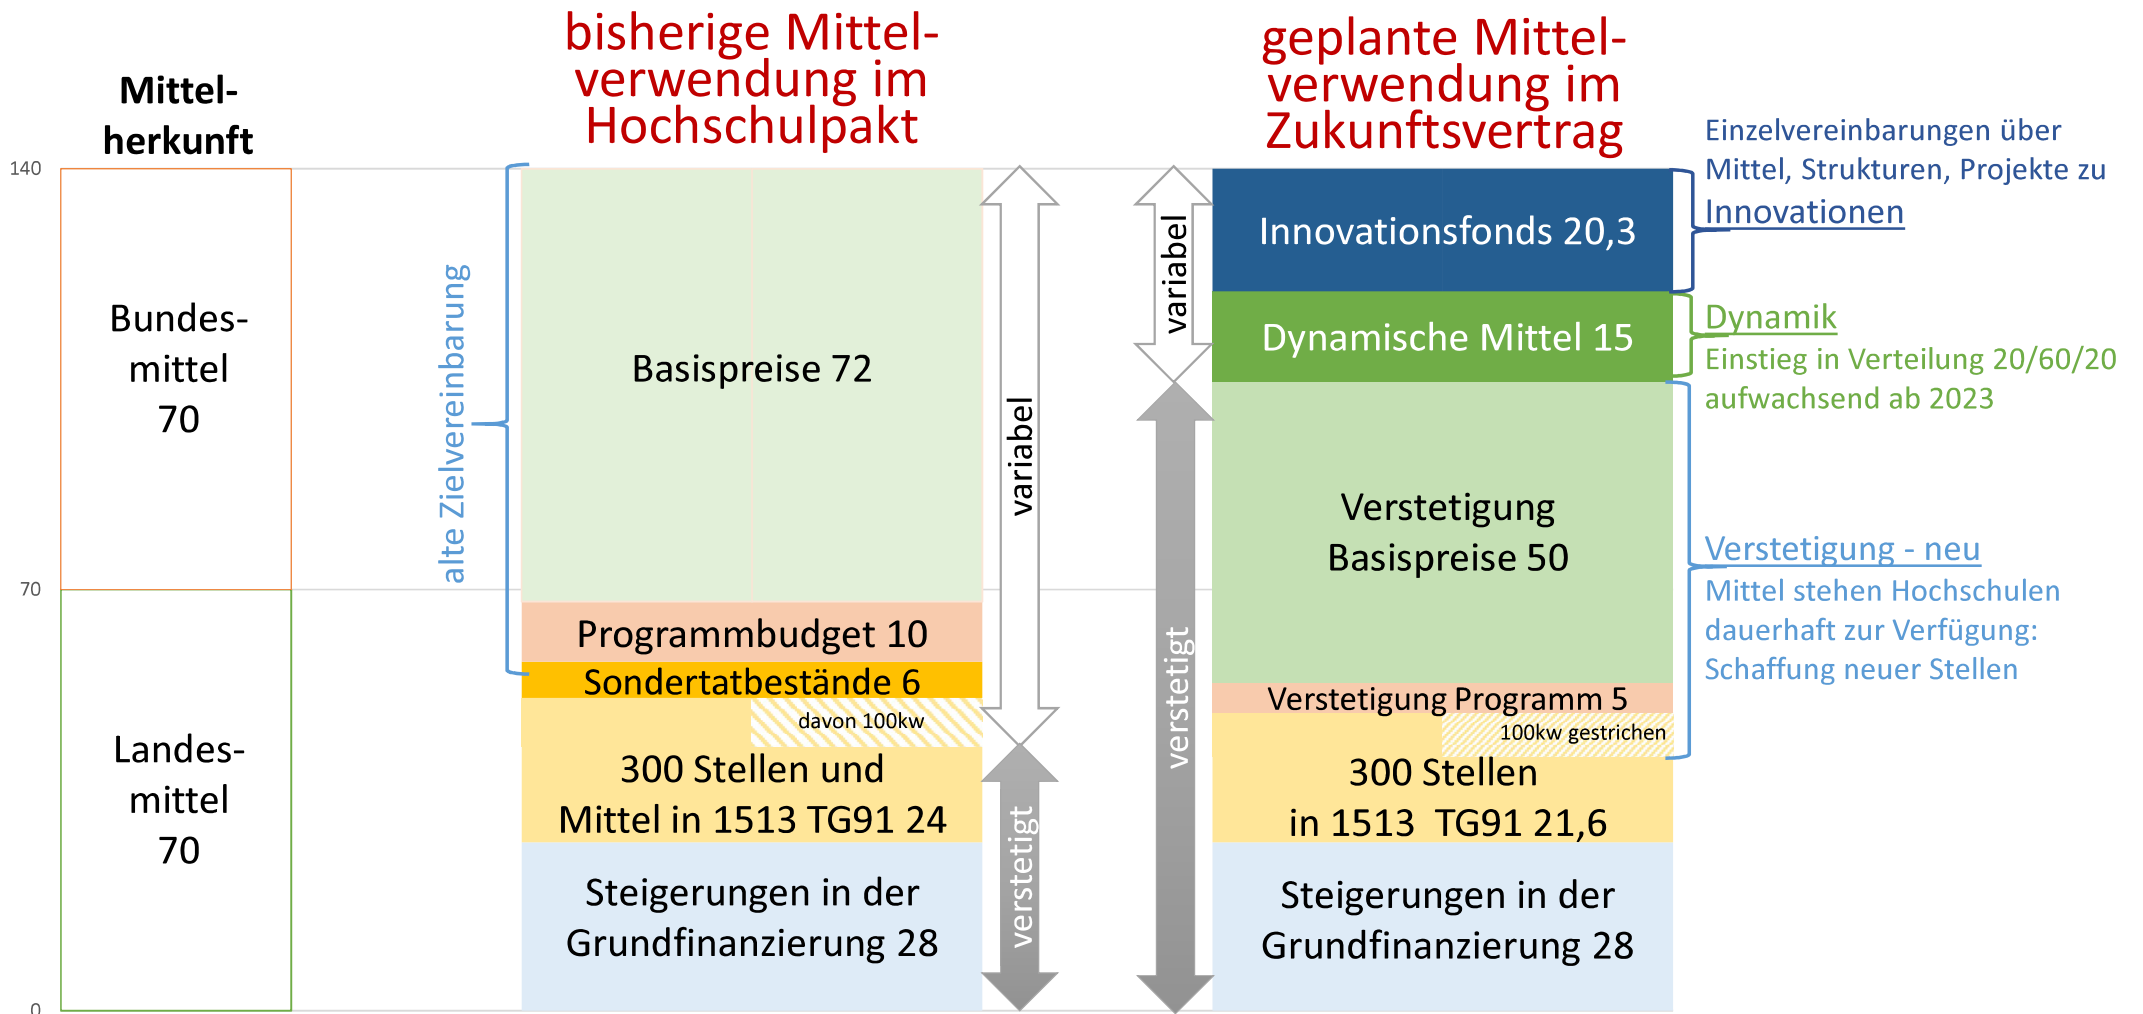 Mittel-
herkunft
140
70
0
Bundes-
mittel
70
Landes-
mittel
70
alte Zielvereinbarung
bisherige Mittel-
verwendung im
Hochschulpakt
Basispreise 72
Programmbudget 10
Sondertatbestände 6
davon 100kw
300 Stellen und
Mittel in 1513 TG91 24
Steigerungen in der
Grundfinanzierung 28
variabel
verstetigt
variabel
verstetigt
geplante Mittel-
verwendung im
Zukunftsvertrag
Innovationsfonds 20,3
Dynamische Mittel 15
Verstetigung
Basispreise 50
Verstetigung Programm 5
100kw gestrichen
300 Stellen
in 1513 TG91 21,6
Steigerungen in der
Grundfinanzierung 28
Einzelvereinbarungen über
Mittel, Strukturen, Projekte zu
Innovationen
Dynamik
Einstieg in Verteilung 20/60/20
aufwachsend ab 2023
Verstetigung - neu
Mittel stehen Hochschulen
dauerhaft zur Verfügung:
Schaffung neuer Stellen